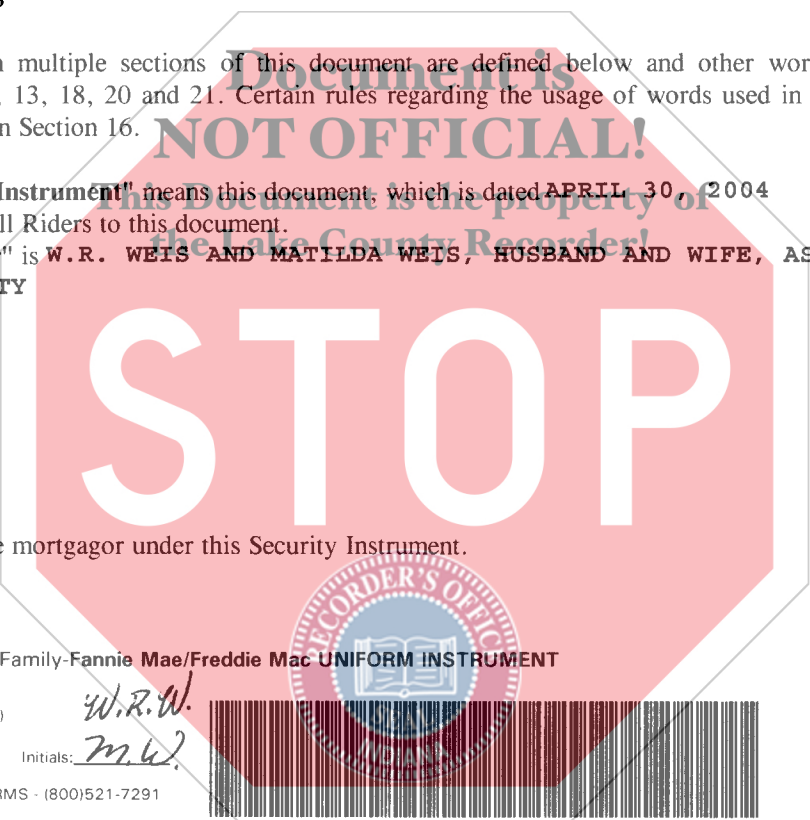 Document is
multiple sections of this document are defined below and other wor
, 13, 18, 20 and 21. Certain rules regarding the usage of words used in
n Section 16.
NOT OFFICIAL!
Instrument" means this document, which is dated APRIL 30, 2004
This Document is the property of
ll Riders to this document.
the Lake County Recorder!
" is W.R. WEIS AND MATILDA WEIS, HUSBAND AND WIFE, AS
TY
STOP
e mortgagor under this Security Instrument.
RECORDER'S OFFICE
Family-Fannie Mae/Freddie Mac UNIFORM INSTRUMENT
W.R.W.
SEAL
Initials: M.W.
INDIANA
RMS - (800)521-7291